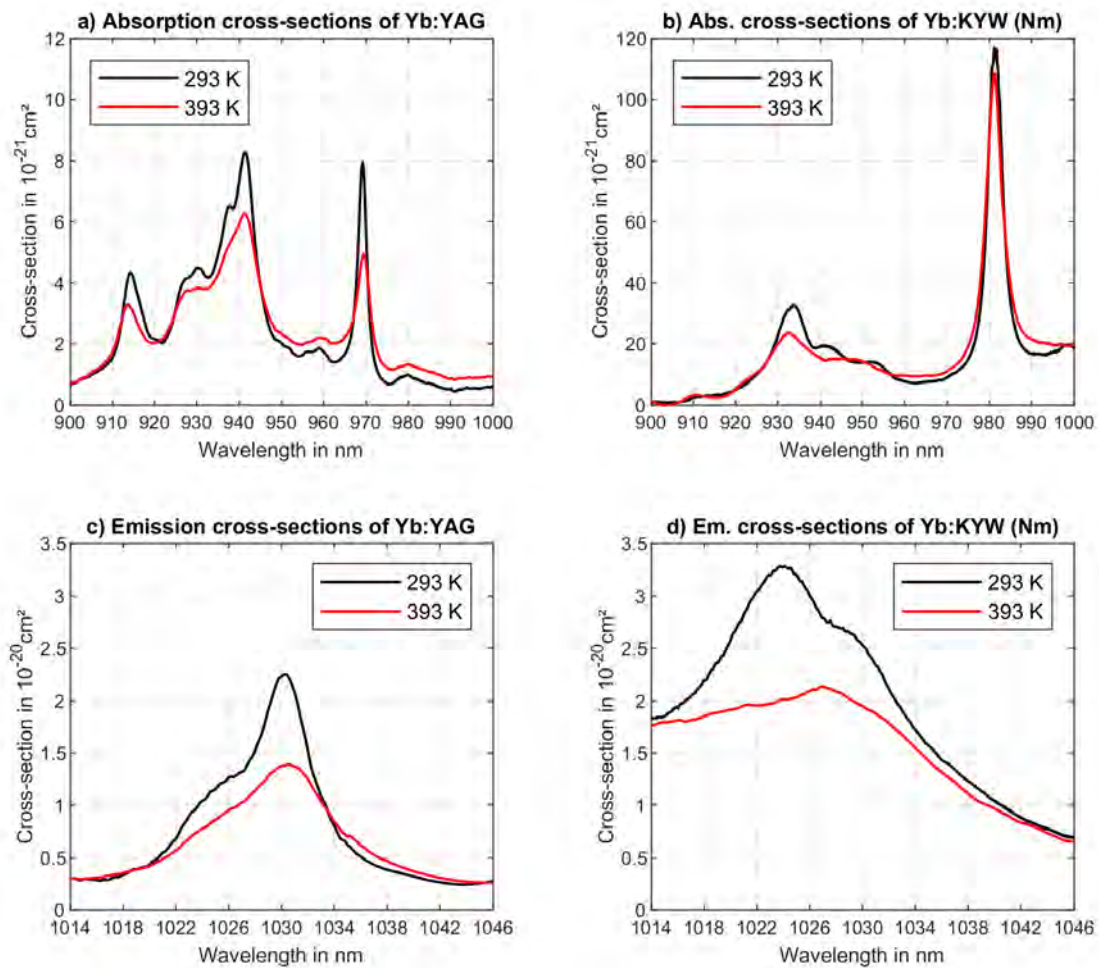 a) Absorption cross-sections of Yb:YAG
12
10
8
6
4
2
0
Cross-section in 10⁻²¹cm²
293 K
393 K
900 910 920 930 940 950 960 970 980 990 1000
Wavelength in nm
b) Abs. cross-sections of Yb:KYW (Nm)
120
100
80
60
40
20
0
Cross-section in 10⁻²¹cm²
293 K
393 K
900 910 920 930 940 950 960 970 980 990 1000
Wavelength in nm
c) Emission cross-sections of Yb:YAG
3.5
3
2.5
2
1.5
1
0.5
0
Cross-section in 10⁻²⁰cm²
293 K
393 K
1014 1018 1022 1026 1030 1034 1038 1042 1046
Wavelength in nm
d) Em. cross-sections of Yb:KYW (Nm)
3.5
3
2.5
2
1.5
1
0.5
0
Cross-section in 10⁻²⁰cm²
293 K
393 K
1014 1018 1022 1026 1030 1034 1038 1042 1046
Wavelength in nm